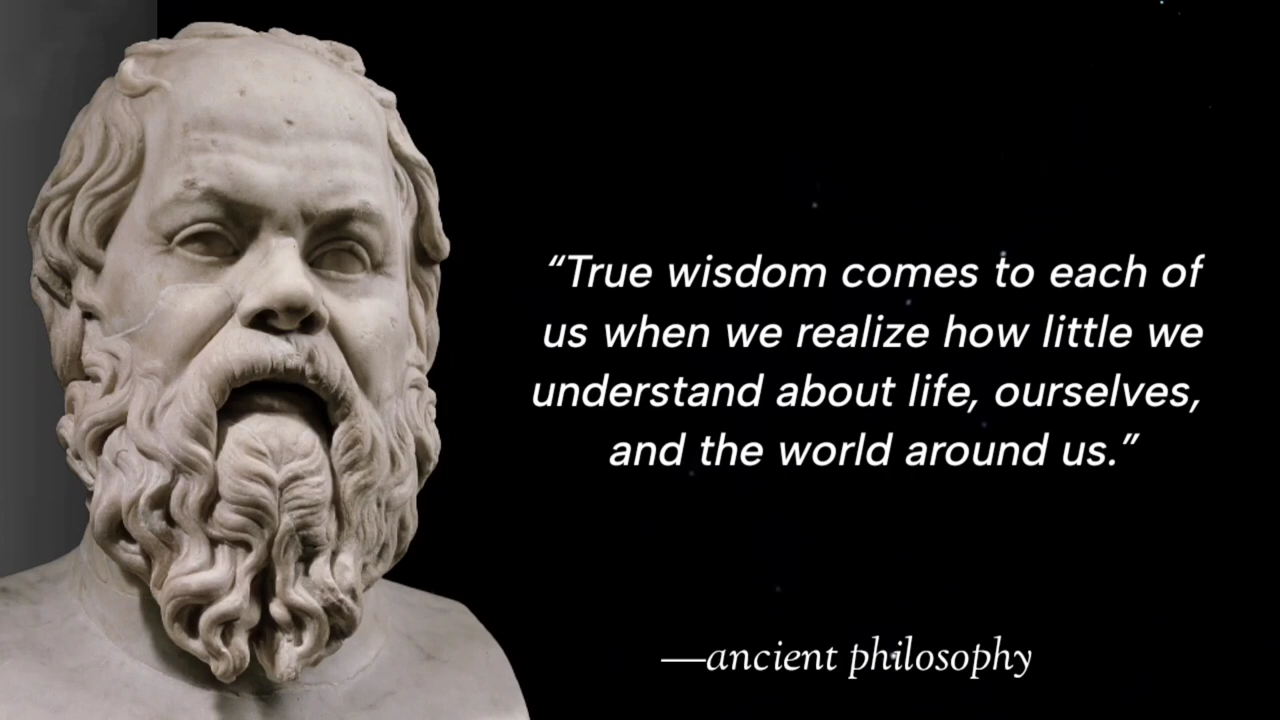 “True wisdom comes to each of
us when we realize how little we
understand about life, ourselves,
and the world around us.”
—ancient philosophy